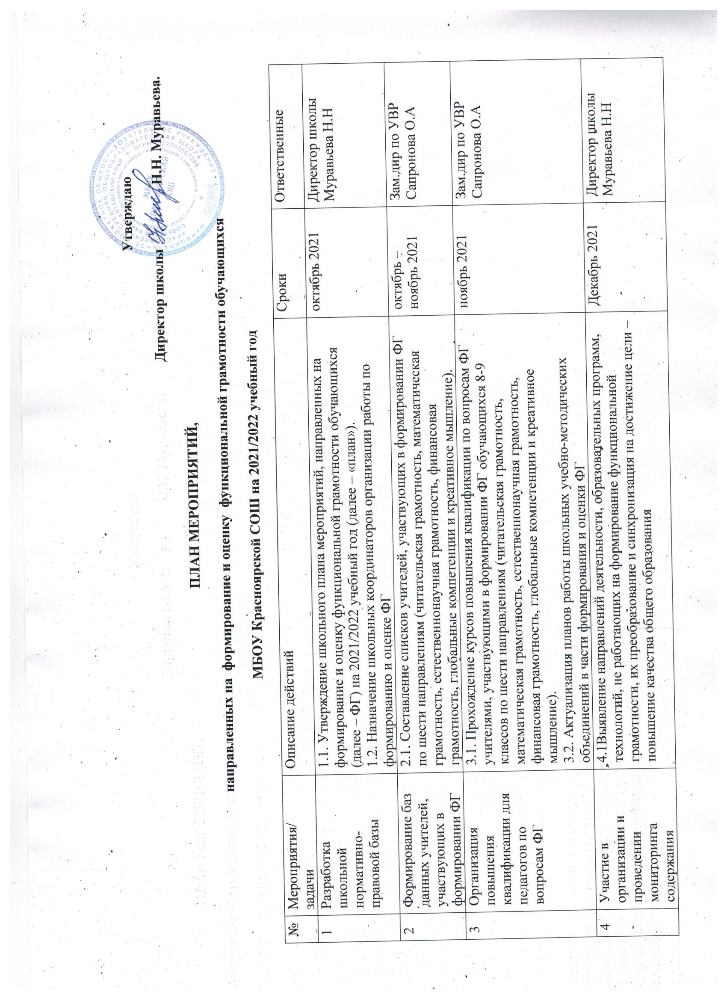 Утверждаю
Директор школы Н.Н. Муравьева.
ПЛАН МЕРОПРИЯТИЙ,
направленных на формирование и оценку функциональной грамотности обучающихся
МБОУ Красноярской СОШ на 2021/2022 учебный год
№
Мероприятия/
задачи
Описание действий
Сроки
Ответственные
1
Разработка
школьной
нормативно-
правовой базы
1.1. Утверждение школьного плана мероприятий, направленных на
формирование и оценку функциональной грамотности обучающихся
(далее – ФГ) на 2021/2022 учебный год (далее – «план»).
1.2. Назначение школьных координаторов организации работы по
формированию и оценке ФГ
октябрь 2021
Директор школы
Муравьева Н.Н
2
Формирование баз
данных учителей,
участвующих в
формировании ФГ
2.1. Составление списков учителей, участвующих в формировании ФГ
по шести направлениям (читательская грамотность, математическая
грамотность, естественнонаучная грамотность, финансовая
грамотность, глобальные компетенции и креативное мышление).
октябрь –
ноябрь 2021
Зам.дир по УВР
Сапронова О.А
3
Организация
повышения
квалификации для
педагогов по
вопросам ФГ
3.1. Прохождение курсов повышения квалификации по вопросам ФГ
учителями, участвующими в формировании ФГ обучающихся 8-9
классов по шести направлениям (читательская грамотность,
математическая грамотность, естественнонаучная грамотность,
финансовая грамотность, глобальные компетенции и креативное
мышление).
3.2. Актуализация планов работы школьных учебно-методических
объединений в части формирования и оценки ФГ
ноябрь 2021
Зам.дир по УВР
Сапронова О.А
4
Участие в
организации и
проведении
мониторинга
содержания
4.1Выявление направлений деятельности, образовательных программ,
технологий, не работающих на формирование функциональной
грамотности, их преобразование и синхронизация на достижение цели –
повышение качества общего образования
Декабрь 2021
Директор школы
Муравьева Н.Н